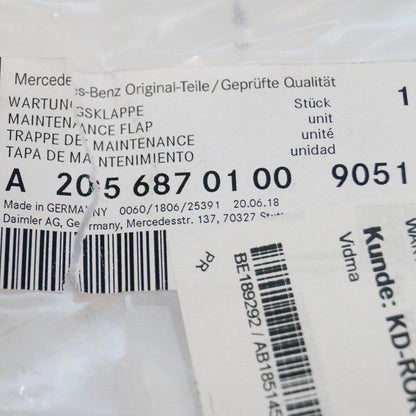 Mercedes-Benz Original-Teile/Geprüfte Qualität
WARTUNGSKLAPPE Stück 1
MAINTENANCE FLAP unit
TRAPPE DE MAINTENANCE unité
TAPA DE MANTENIMIENTO unidad
A 205 687 01 00 9051
Made in GERMANY 0060/1806/25391 20.06.18
Daimler AG, Germany, Mercedesstr. 137, 70327
PR
BE189292 / AB185145
Kunde: KD-ROK
Vidma